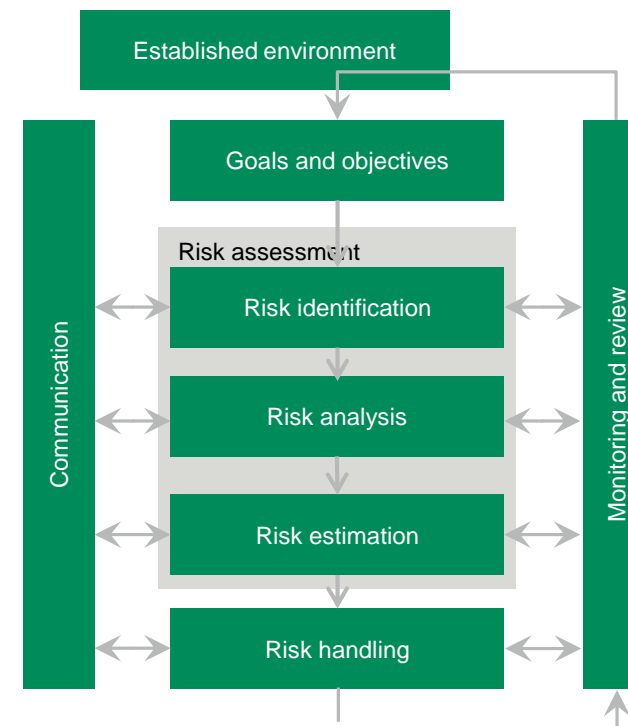 Established environment
Goals and objectives
Risk assessment
Risk identification
Risk analysis
Risk estimation
Risk handling
Communication
Monitoring and review